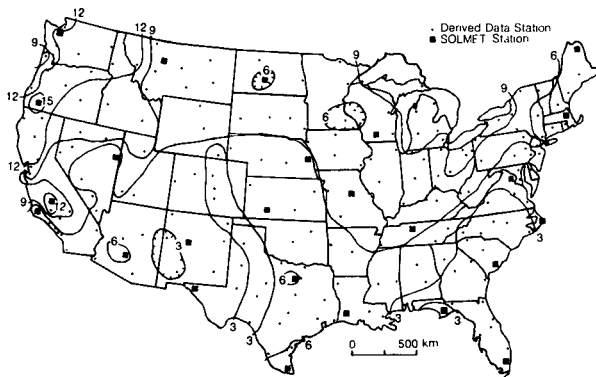 12 12
· Derived Data Station
■ SOLMET Station
9 9 9 6
6
12 15 6 9
12
9 12
6 3
3 3 3 3 3
6
0 500 km